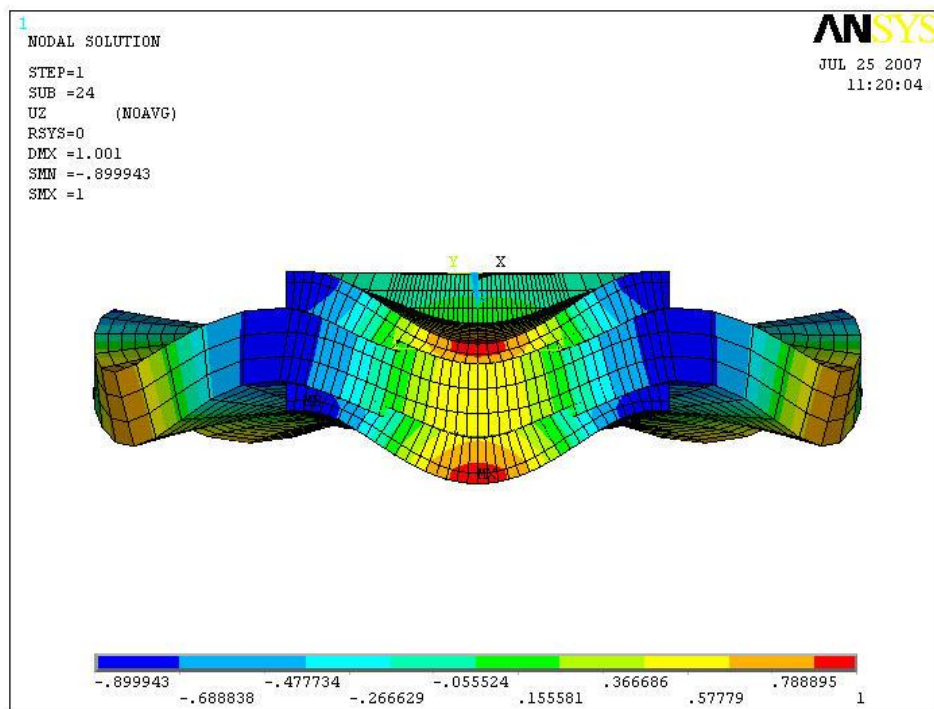 1
NODAL SOLUTION
STEP=1
SUB =24
UZ (NOAVG)
RSYS=0
DMX =1.001
SMN =-.899943
SMX =1
ANSYS
JUL 25 2007
11:20:04
Y X
MX
-.899943 -.477734 -.055524 .366686 .788895
-.688838 -.266629 .155581 .57779 1